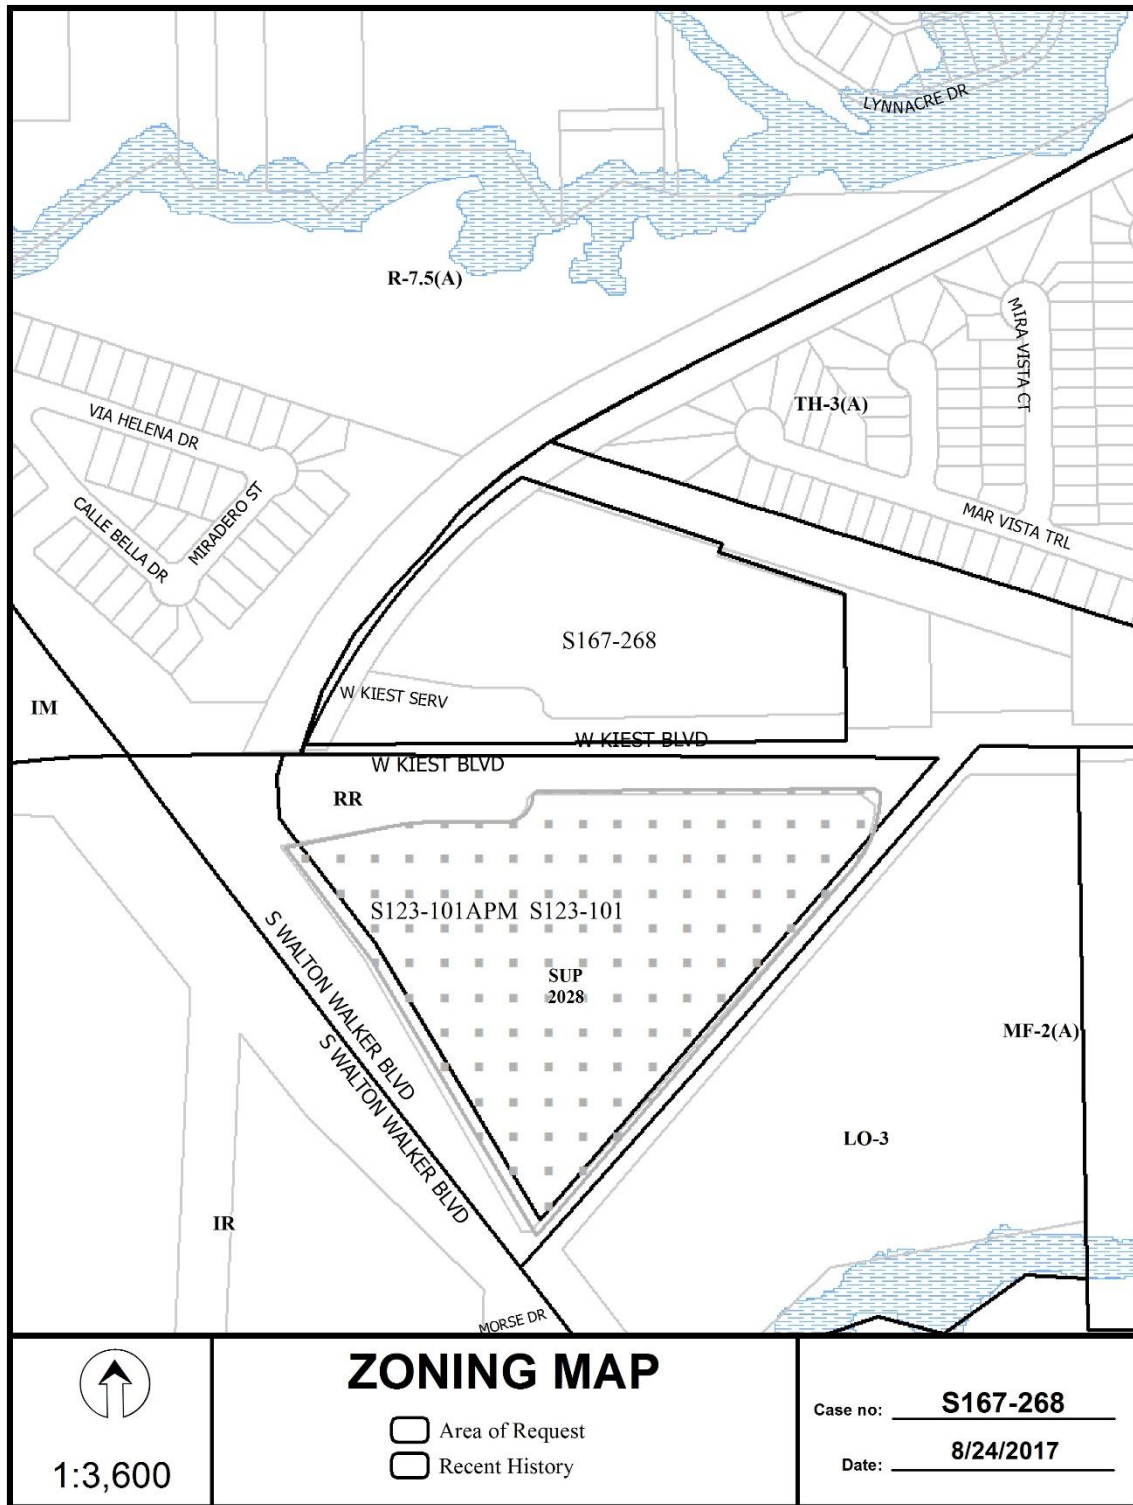 LYNNACRE DR
R-7.5(A)
MIRA VISTA CT
TH-3(A)
VIA HELENA DR
CALLE BELLA DR
MIRADERO ST
MAR VISTA TRL
S167-268
W KIEST SERV
IM
W KIEST BLVD
W KIEST BLVD
RR
S123-101APM S123-101
SUP
2028
S WALTON WALKER BLVD
S WALTON WALKER BLVD
MF-2(A)
LO-3
IR
MORSE DR
1:3,600
ZONING MAP
Area of Request
Recent History
Case no: S167-268
Date: 8/24/2017